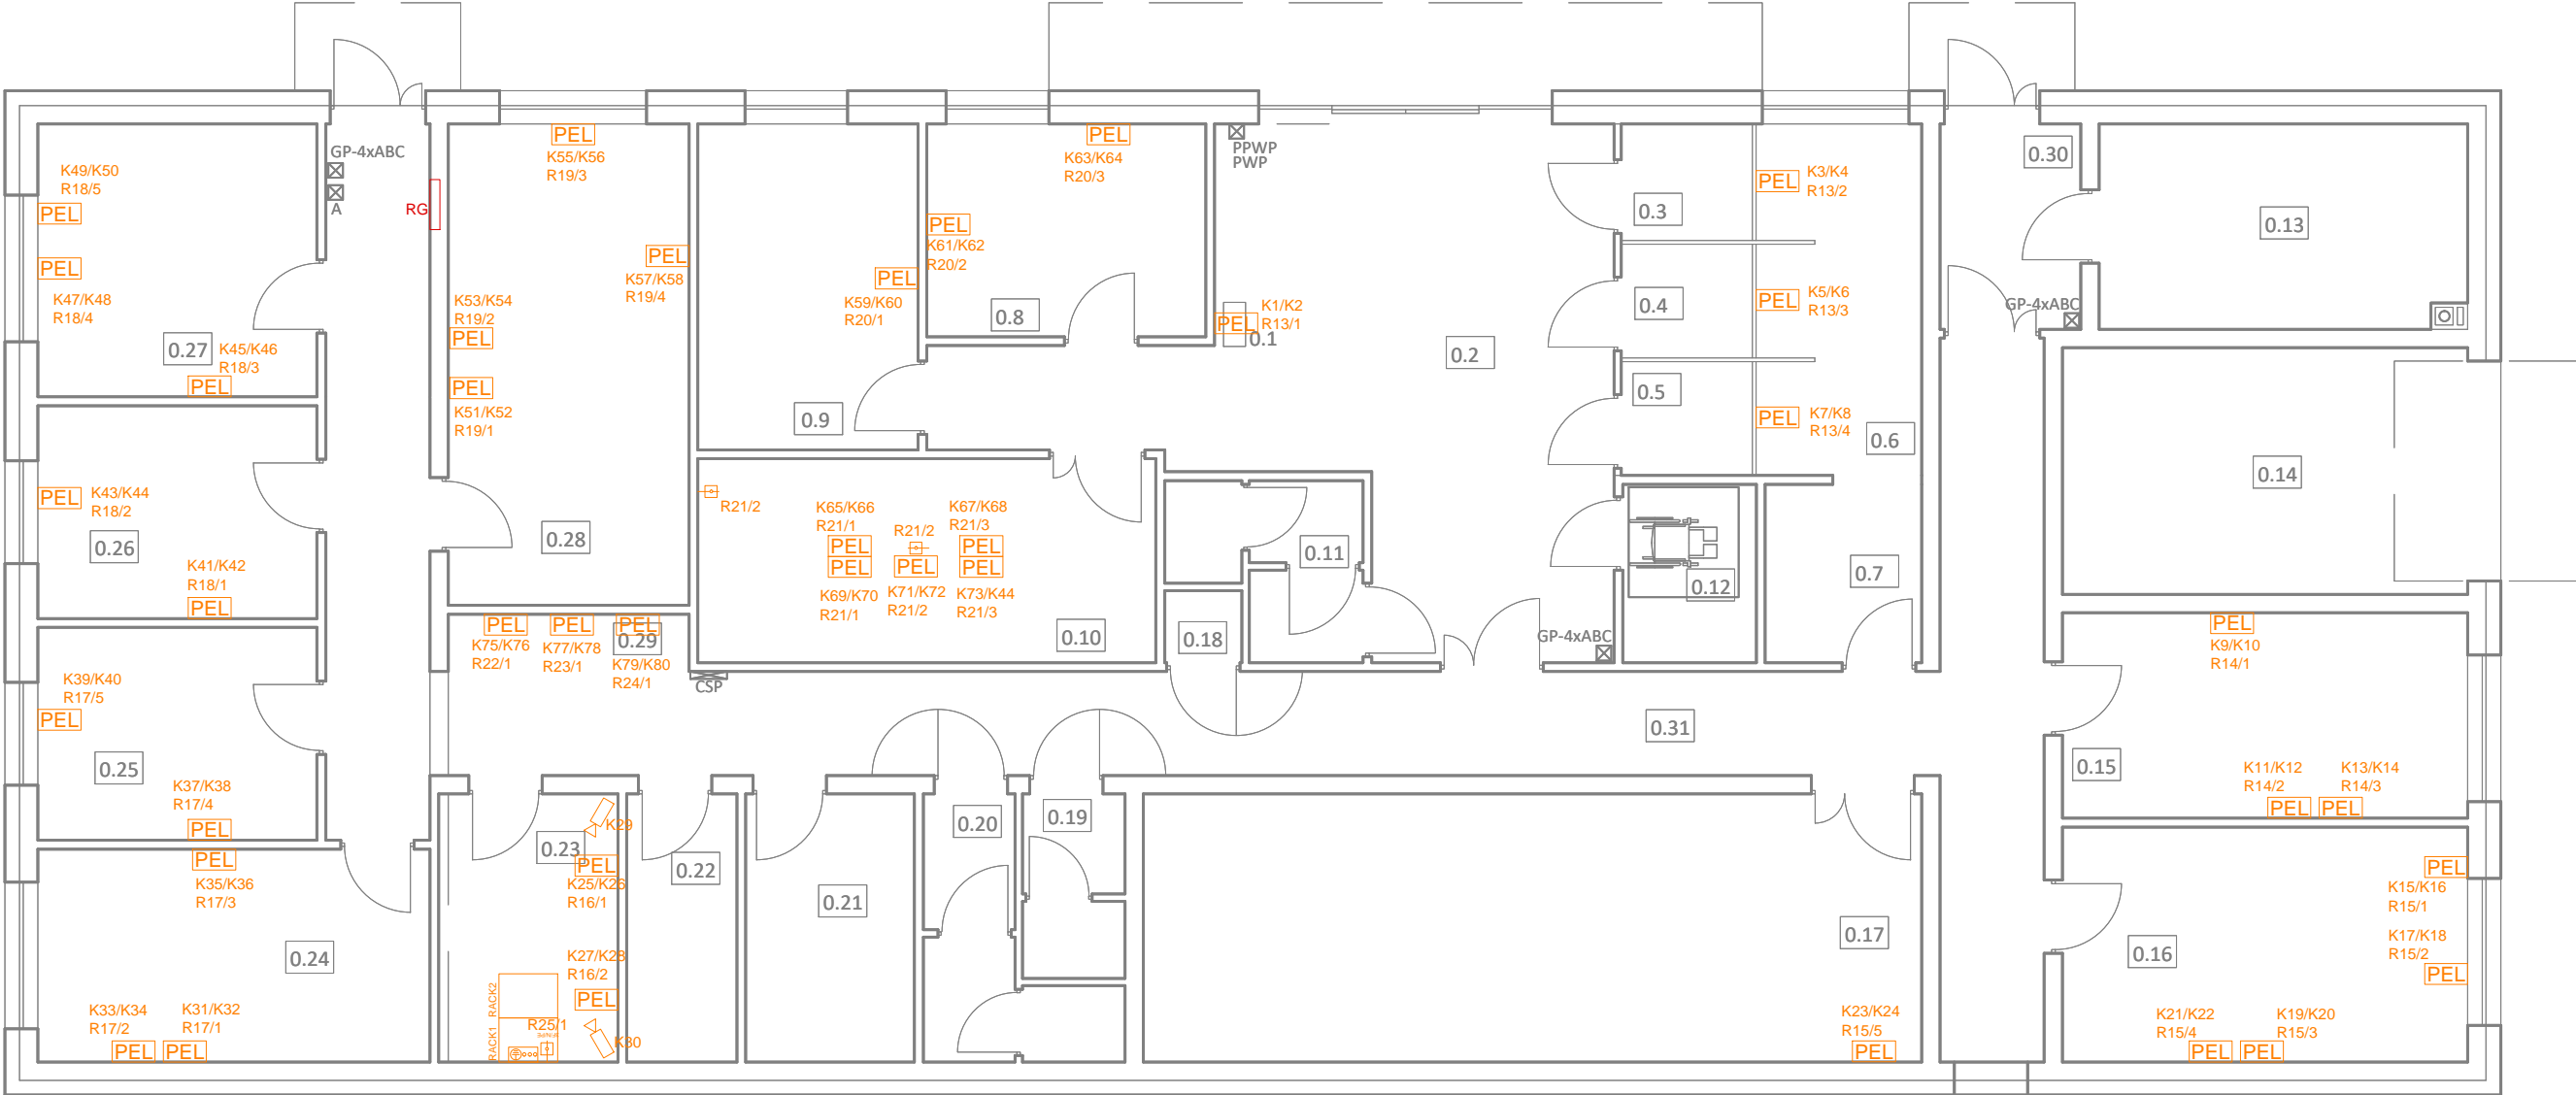 GP-4xABC
A
RG
K49/K50
R18/5
PEL
PEL
K47/K48
R18/4
0.27
K45/K46
R18/3
PEL
PEL
K55/K56
R19/3
PEL
K57/K58
R19/4
K53/K54
R19/2
PEL
PEL
K51/K52
R19/1
0.28
PEL
K59/K60
R20/1
0.9
PEL
K63/K64
R20/3
PEL
K61/K62
R20/2
0.8
PPWP
PWP
K1/K2
R13/1
PEL
0.1
0.2
0.3
0.4
0.5
PEL
K3/K4
R13/2
PEL
K5/K6
R13/3
PEL
K7/K8
R13/4
0.6
0.7
0.30
GP-4xABC
0.13
0.14
PEL
K43/K44
R18/2
0.26
K41/K42
R18/1
PEL
R21/2
K65/K66
R21/1
PEL
PEL
K69/K70
R21/1
R21/2
PEL
K71/K72
R21/2
K67/K68
R21/3
PEL
PEL
K73/K44
R21/3
0.10
0.11
0.18
0.12
GP-4xABC
PEL
K75/K76
R22/1
PEL
K77/K78
R23/1
PEL
0.29
K79/K80
R24/1
CSP
0.31
K39/K40
R17/5
PEL
0.25
K37/K38
R17/4
PEL
PEL
K9/K10
R14/1
0.15
K11/K12
R14/2
PEL
K13/K14
R14/3
PEL
PEL
K35/K36
R17/3
0.24
K33/K34
R17/2
PEL
K31/K32
R17/1
PEL
K29
0.23
PEL
K25/K26
R16/1
K27/K28
R16/2
PEL
RACK2
RACK1
R25/1
K30
0.22
0.21
0.20
0.19
0.17
K23/K24
R15/5
PEL
0.16
PEL
K15/K16
R15/1
K17/K18
R15/2
PEL
K21/K22
R15/4
PEL
K19/K20
R15/3
PEL